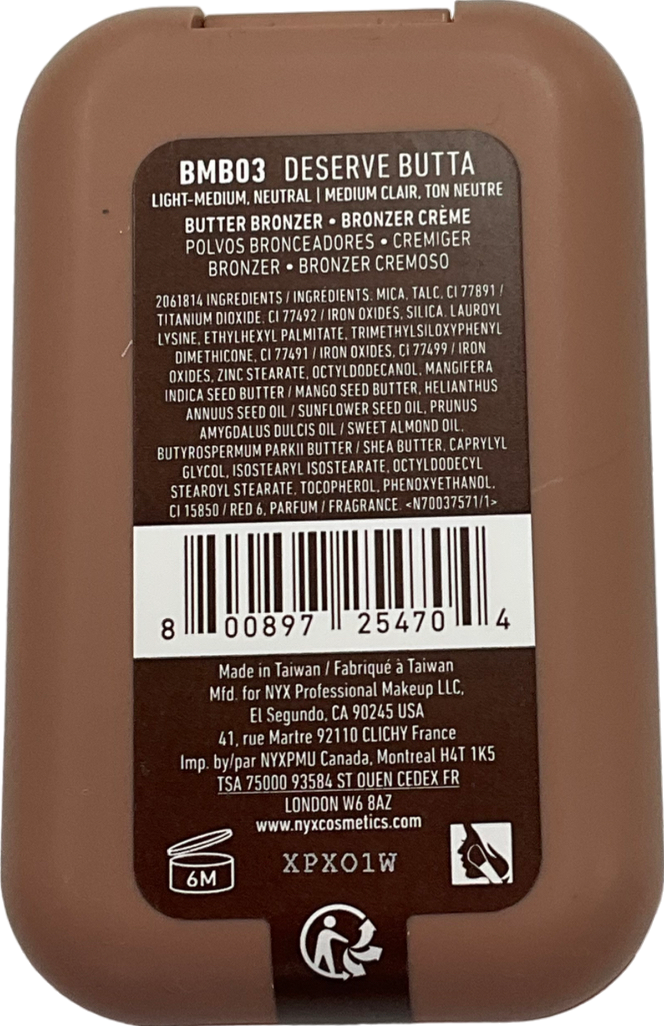 BMB03 DESERVE BUTTA
LIGHT-MEDIUM, NEUTRAL | MEDIUM CLAIR, TON NEUTRE
BUTTER BRONZER • BRONZER CRÈME
POLVOS BRONCEADORES • CREMIGER
BRONZER • BRONZER CREMOSO
2061814 INGREDIENTS / INGRÉDIENTS: MICA, TALC, CI 77891 /
TITANIUM DIOXIDE, CI 77492 / IRON OXIDES, SILICA, LAUROYL
LYSINE, ETHYLHEXYL PALMITATE, TRIMETHYLSILOXYPHENYL
DIMETHICONE, CI 77491 / IRON OXIDES, CI 77499 / IRON
OXIDES, ZINC STEARATE, OCTYLDODECANOL, MANGIFERA
INDICA SEED BUTTER / MANGO SEED BUTTER, HELIANTHUS
ANNUUS SEED OIL / SUNFLOWER SEED OIL, PRUNUS
AMYGDALUS DULCIS OIL / SWEET ALMOND OIL,
BUTYROSPERMUM PARKII BUTTER / SHEA BUTTER, CAPRYLYL
GLYCOL, ISOSTEARYL ISOSTEARATE, OCTYLDODECYL
STEAROYL STEARATE, TOCOPHEROL, PHENOXYETHANOL,
CI 15850 / RED 6, PARFUM / FRAGRANCE. <N70037571/1>
8 00897 25470 4
Made in Taiwan / Fabriqué à Taiwan
Mfd. for NYX Professional Makeup LLC,
El Segundo, CA 90245 USA
41, rue Martre 92110 CLICHY France
Imp. by/par NYXPMU Canada, Montreal H4T 1K5
TSA 75000 93584 ST OUEN CEDEX FR
LONDON W6 8AZ
www.nyxcosmetics.com
6M
XPX01W